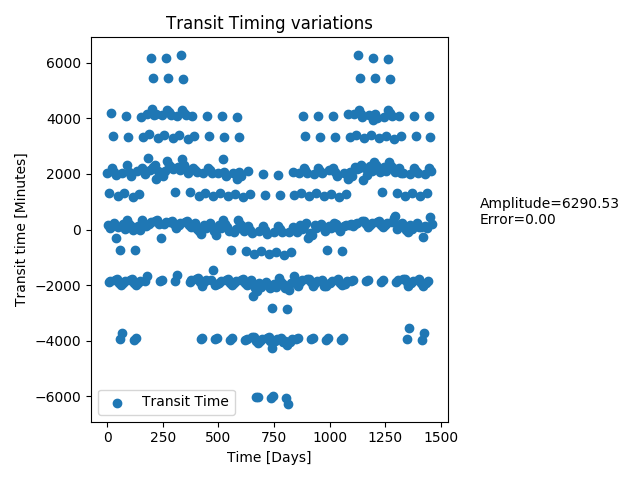 Transit Timing variations
6000
4000
2000
0
−2000
−4000
−6000
Transit time [Minutes]
Transit Time
0
250
500
750
1000
1250
1500
Time [Days]
Amplitude=6290.53
Error=0.00